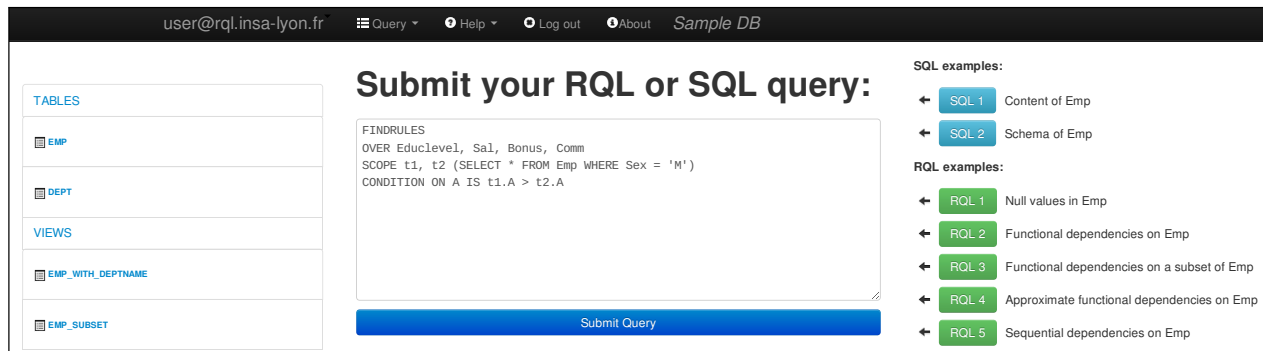 user@rql.insa-lyon.fr Query Help Log out About Sample DB
TABLES
EMP
DEPT
VIEWS
EMP_WITH_DEPTNAME
EMP_SUBSET
Submit your RQL or SQL query:
FINDRULES
OVER Educlevel, Sal, Bonus, Comm
SCOPE t1, t2 (SELECT * FROM Emp WHERE Sex = 'M')
CONDITION ON A IS t1.A > t2.A
Submit Query
SQL examples:
SQL 1 Content of Emp
SQL 2 Schema of Emp
RQL examples:
RQL 1 Null values in Emp
RQL 2 Functional dependencies on Emp
RQL 3 Functional dependencies on a subset of Emp
RQL 4 Approximate functional dependencies on Emp
RQL 5 Sequential dependencies on Emp